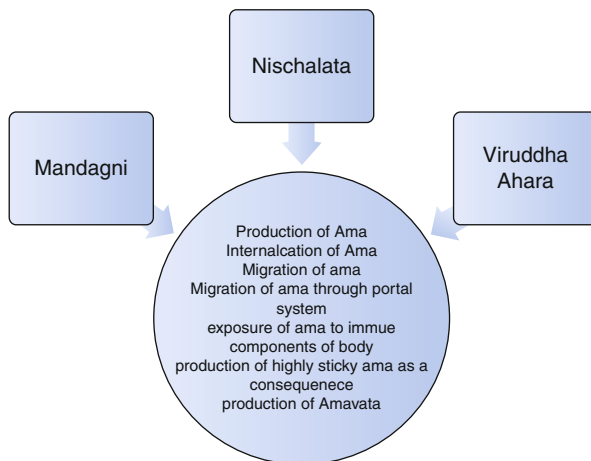 Nischalata
Mandagni
Viruddha
Ahara
Production of Ama
Internalcation of Ama
Migration of ama
Migration of ama through portal
system
exposure of ama to immue
components of body
production of highly sticky ama as a
consequenece
production of Amavata